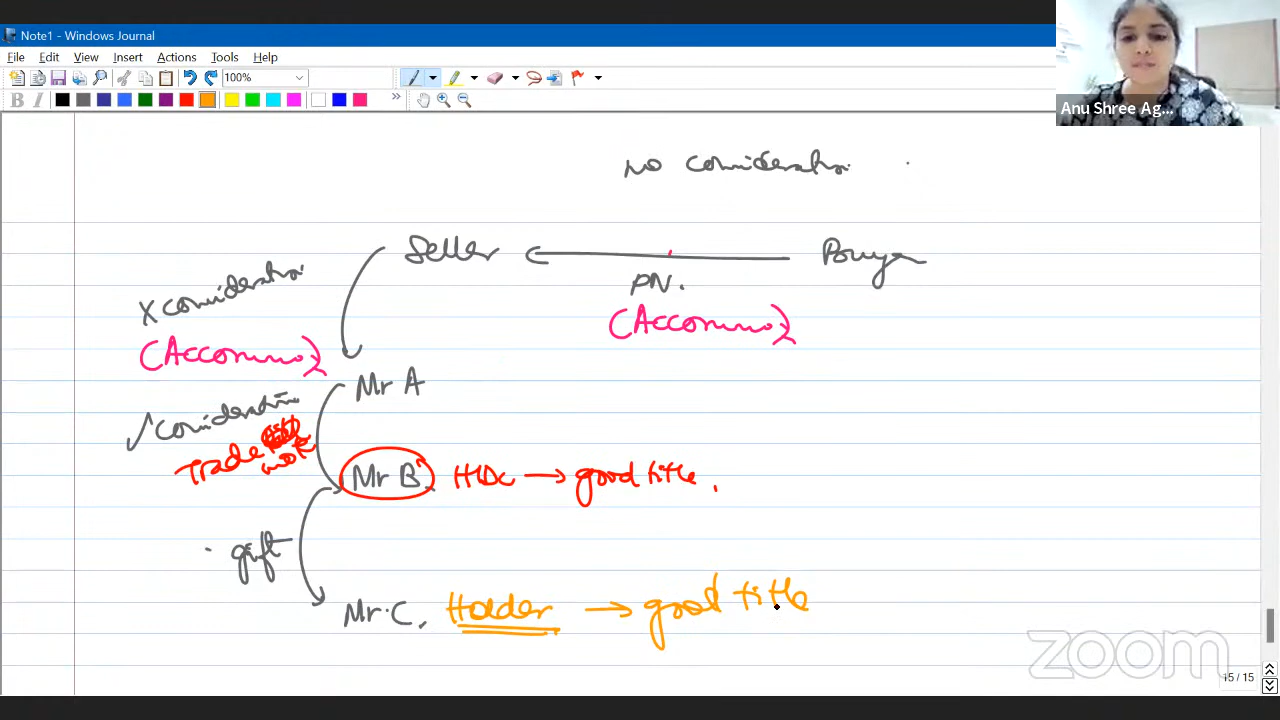 Note1 - Windows Journal
File Edit View Insert Actions Tools Help
100%
B I
Anu Shree Ag...
No consideration
Seller Buyer
PN.
(Accommo.)
X consideration
(Accommo.)
Mr A
✓ consideration
Trade
Mr B HDC → good title.
gift
Mr. C. Holder → good title
zoom
15 / 15